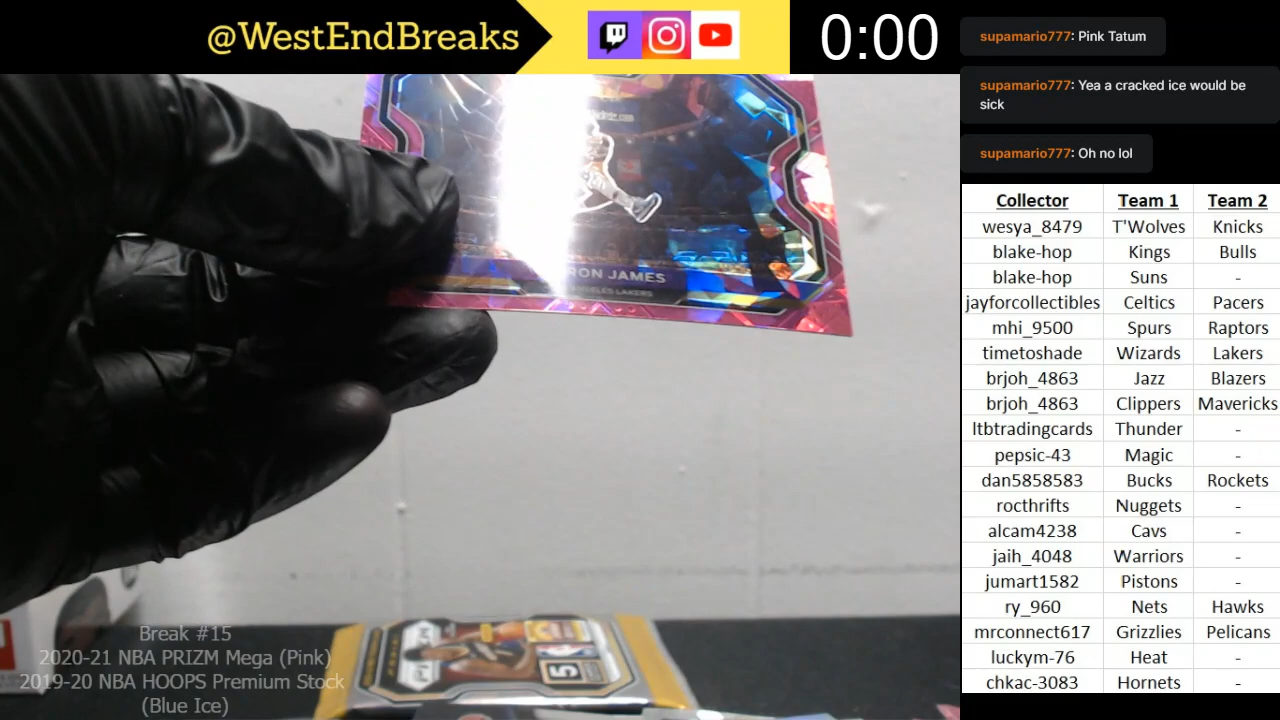 @WestEndBreaks
0:00
supamario777: Pink Tatum
supamario777: Yea a cracked ice would be
sick
supamario777: Oh no lol
RON JAMES
Collector Team 1 Team 2
wesya_8479 T'Wolves Knicks
blake-hop Kings Bulls
blake-hop Suns -
jayforcollectibles Celtics Pacers
mhi_9500 Spurs Raptors
timetoshade Wizards Lakers
brjoh_4863 Jazz Blazers
brjoh_4863 Clippers Mavericks
ltbtradingcards Thunder -
pepsic-43 Magic -
dan5858583 Bucks Rockets
rocthrifts Nuggets -
alcam4238 Cavs -
jaih_4048 Warriors -
jumart1582 Pistons -
ry_960 Nets Hawks
mrconnect617 Grizzlies Pelicans
luckym-76 Heat -
chkac-3083 Hornets -
Break #15
2020-21 NBA PRIZM Mega (Pink)
2019-20 NBA HOOPS Premium Stock
(Blue Ice)